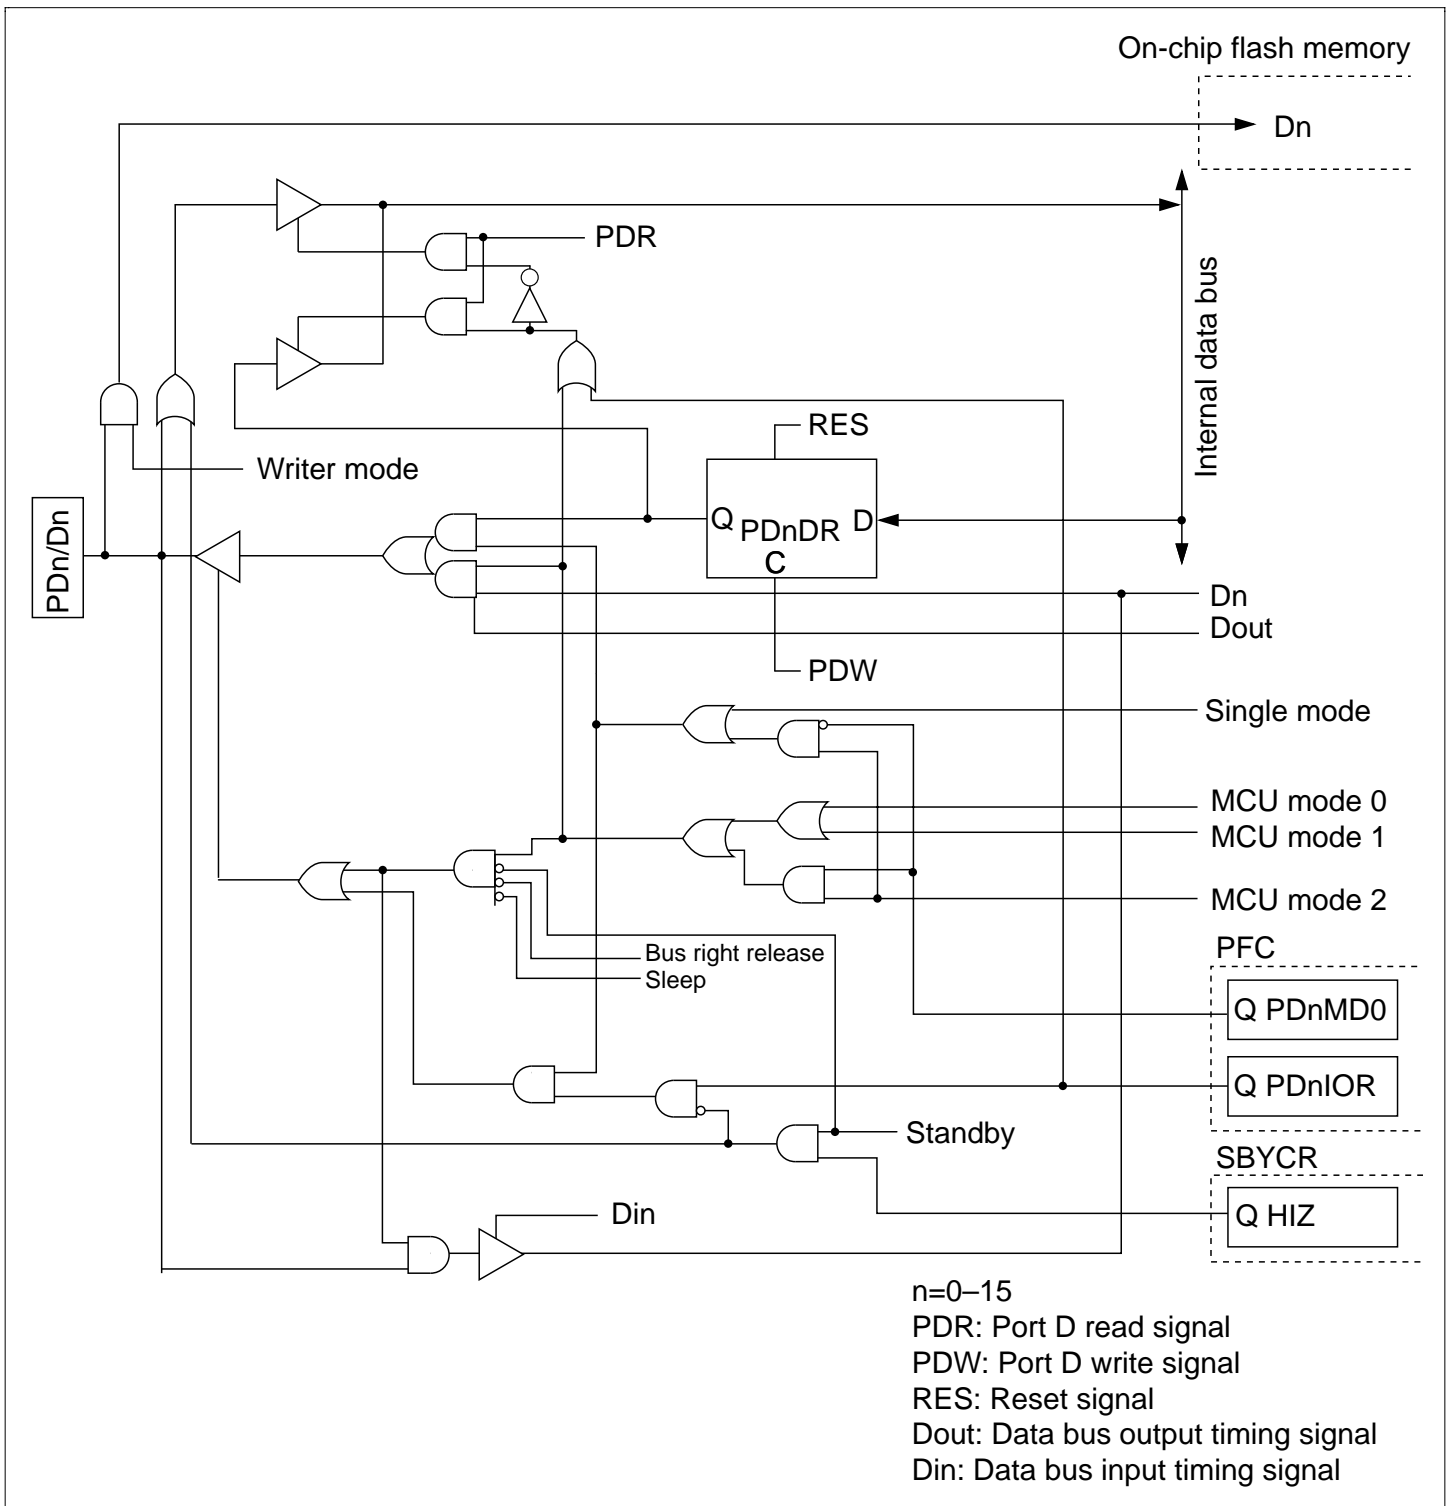 On-chip flash memory
Dn
PDR
Internal data bus
RES
Writer mode
Q
PDnDR
D
C
PDn/Dn
Dn
Dout
PDW
Single mode
MCU mode 0
MCU mode 1
MCU mode 2
PFC
Bus right release
Sleep
Q PDnMD0
Q PDnIOR
Standby
SBYCR
Q HIZ
Din
n=0–15
PDR: Port D read signal
PDW: Port D write signal
RES: Reset signal
Dout: Data bus output timing signal
Din: Data bus input timing signal